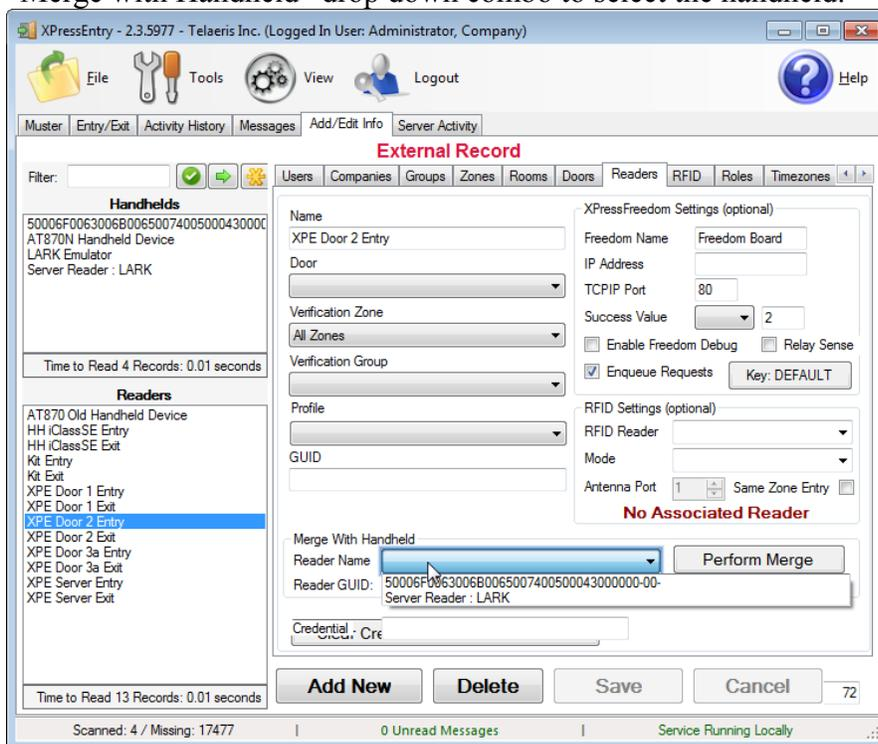 "Merge with Handheld" drop down combo to select the handheld.
XPressEntry - 2.3.5977 - Telaeris Inc. (Logged In User: Administrator, Company)
File Tools View Logout Help
Muster Entry/Exit Activity History Messages Add/Edit Info Server Activity
External Record
Filter:
Users Companies Groups Zones Rooms Doors Readers RFID Roles Timezones
Handhelds
50006F0063006B00650074005000430000
AT870N Handheld Device
LARK Emulator
Server Reader : LARK
Time to Read 4 Records: 0.01 seconds
Readers
AT870 Old Handheld Device
HH iClassSE Entry
HH iClassSE Exit
Kit Entry
Kit Exit
XPE Door 1 Entry
XPE Door 1 Exit
XPE Door 2 Entry
XPE Door 2 Exit
XPE Door 3a Entry
XPE Door 3a Exit
XPE Server Entry
XPE Server Exit
Time to Read 13 Records: 0.01 seconds
Name
XPE Door 2 Entry
Door
Verification Zone
All Zones
Verification Group
Profile
GUID
XPressFreedom Settings (optional)
Freedom Name Freedom Board
IP Address
TCPIP Port 80
Success Value 2
Enable Freedom Debug Relay Sense
Enqueue Requests Key: DEFAULT
RFID Settings (optional)
RFID Reader
Mode
Antenna Port 1 Same Zone Entry
No Associated Reader
Merge With Handheld
Reader Name Perform Merge
Reader GUID: 50006F0063006B0065007400500043000000-00-
Server Reader : LARK
Credential
Add New Delete Save Cancel 72
Scanned: 4 / Missing: 17477 | 0 Unread Messages | Service Running Locally